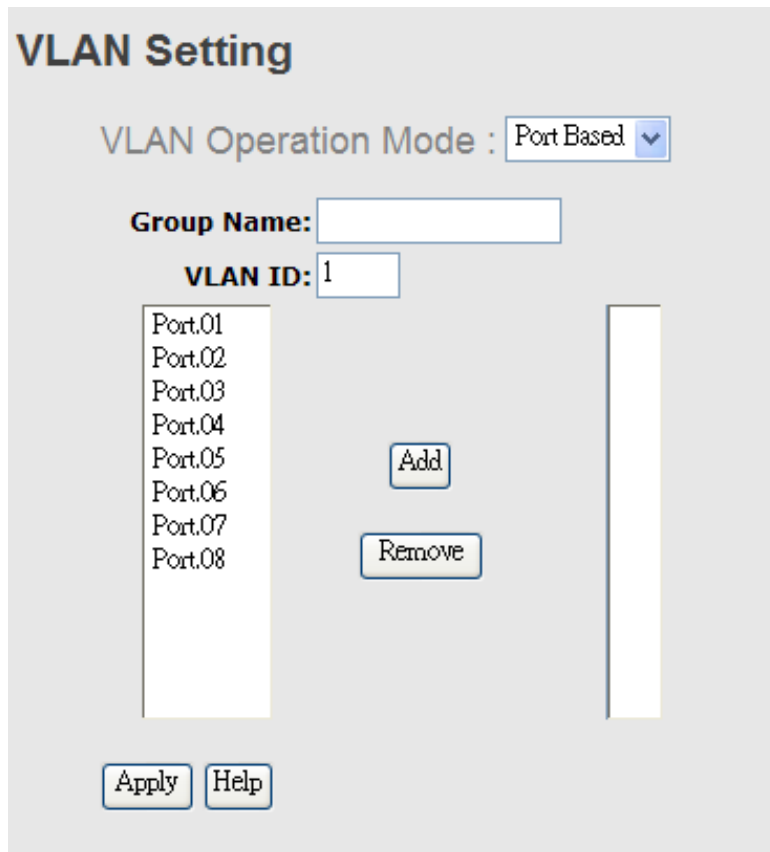 VLAN Setting
VLAN Operation Mode : Port Based
Group Name:
VLAN ID: 1
Port.01
Port.02
Port.03
Port.04
Port.05
Port.06
Port.07
Port.08
Add
Remove
Apply Help